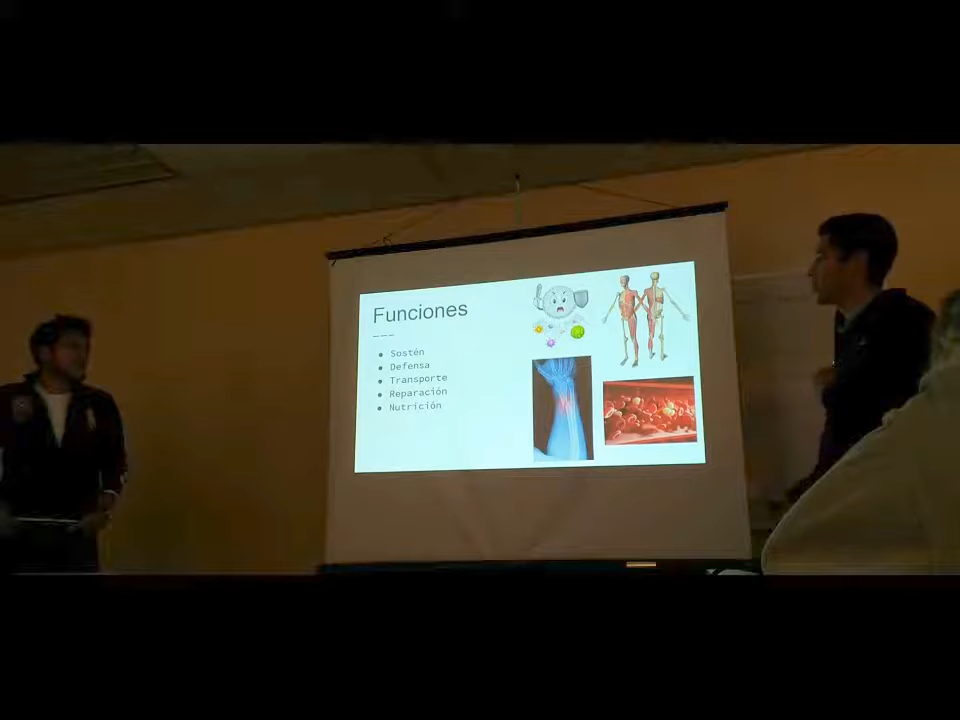 Funciones
Sostén
Defensa
Transporte
Reparación
Nutrición